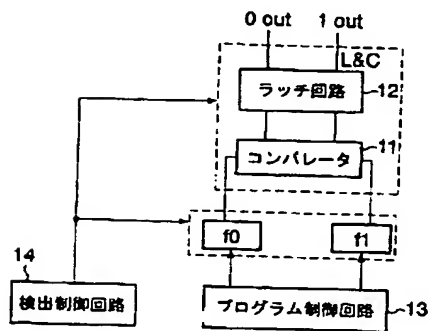 0 out 1 out
L&C
ラッチ回路
12
11
コンパレータ
f0
f1
14
検出制御回路
プログラム制御回路
13